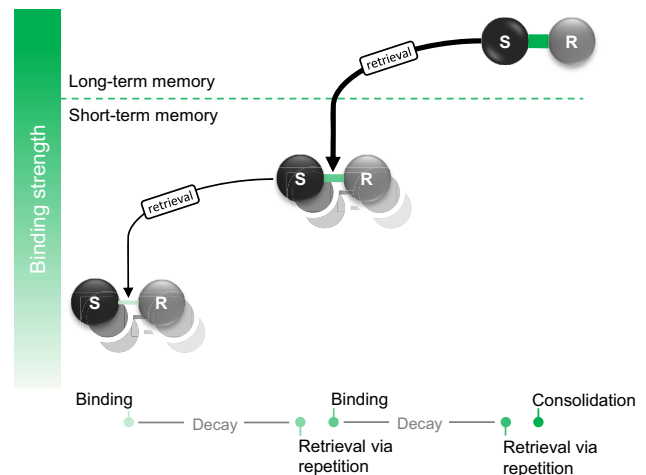 S R
retrieval
Long-term memory
Short-term memory
Binding strength
S R
retrieval
S R
Binding
Binding
Consolidation
Decay
Decay
Retrieval via
repetition
Retrieval via
repetition